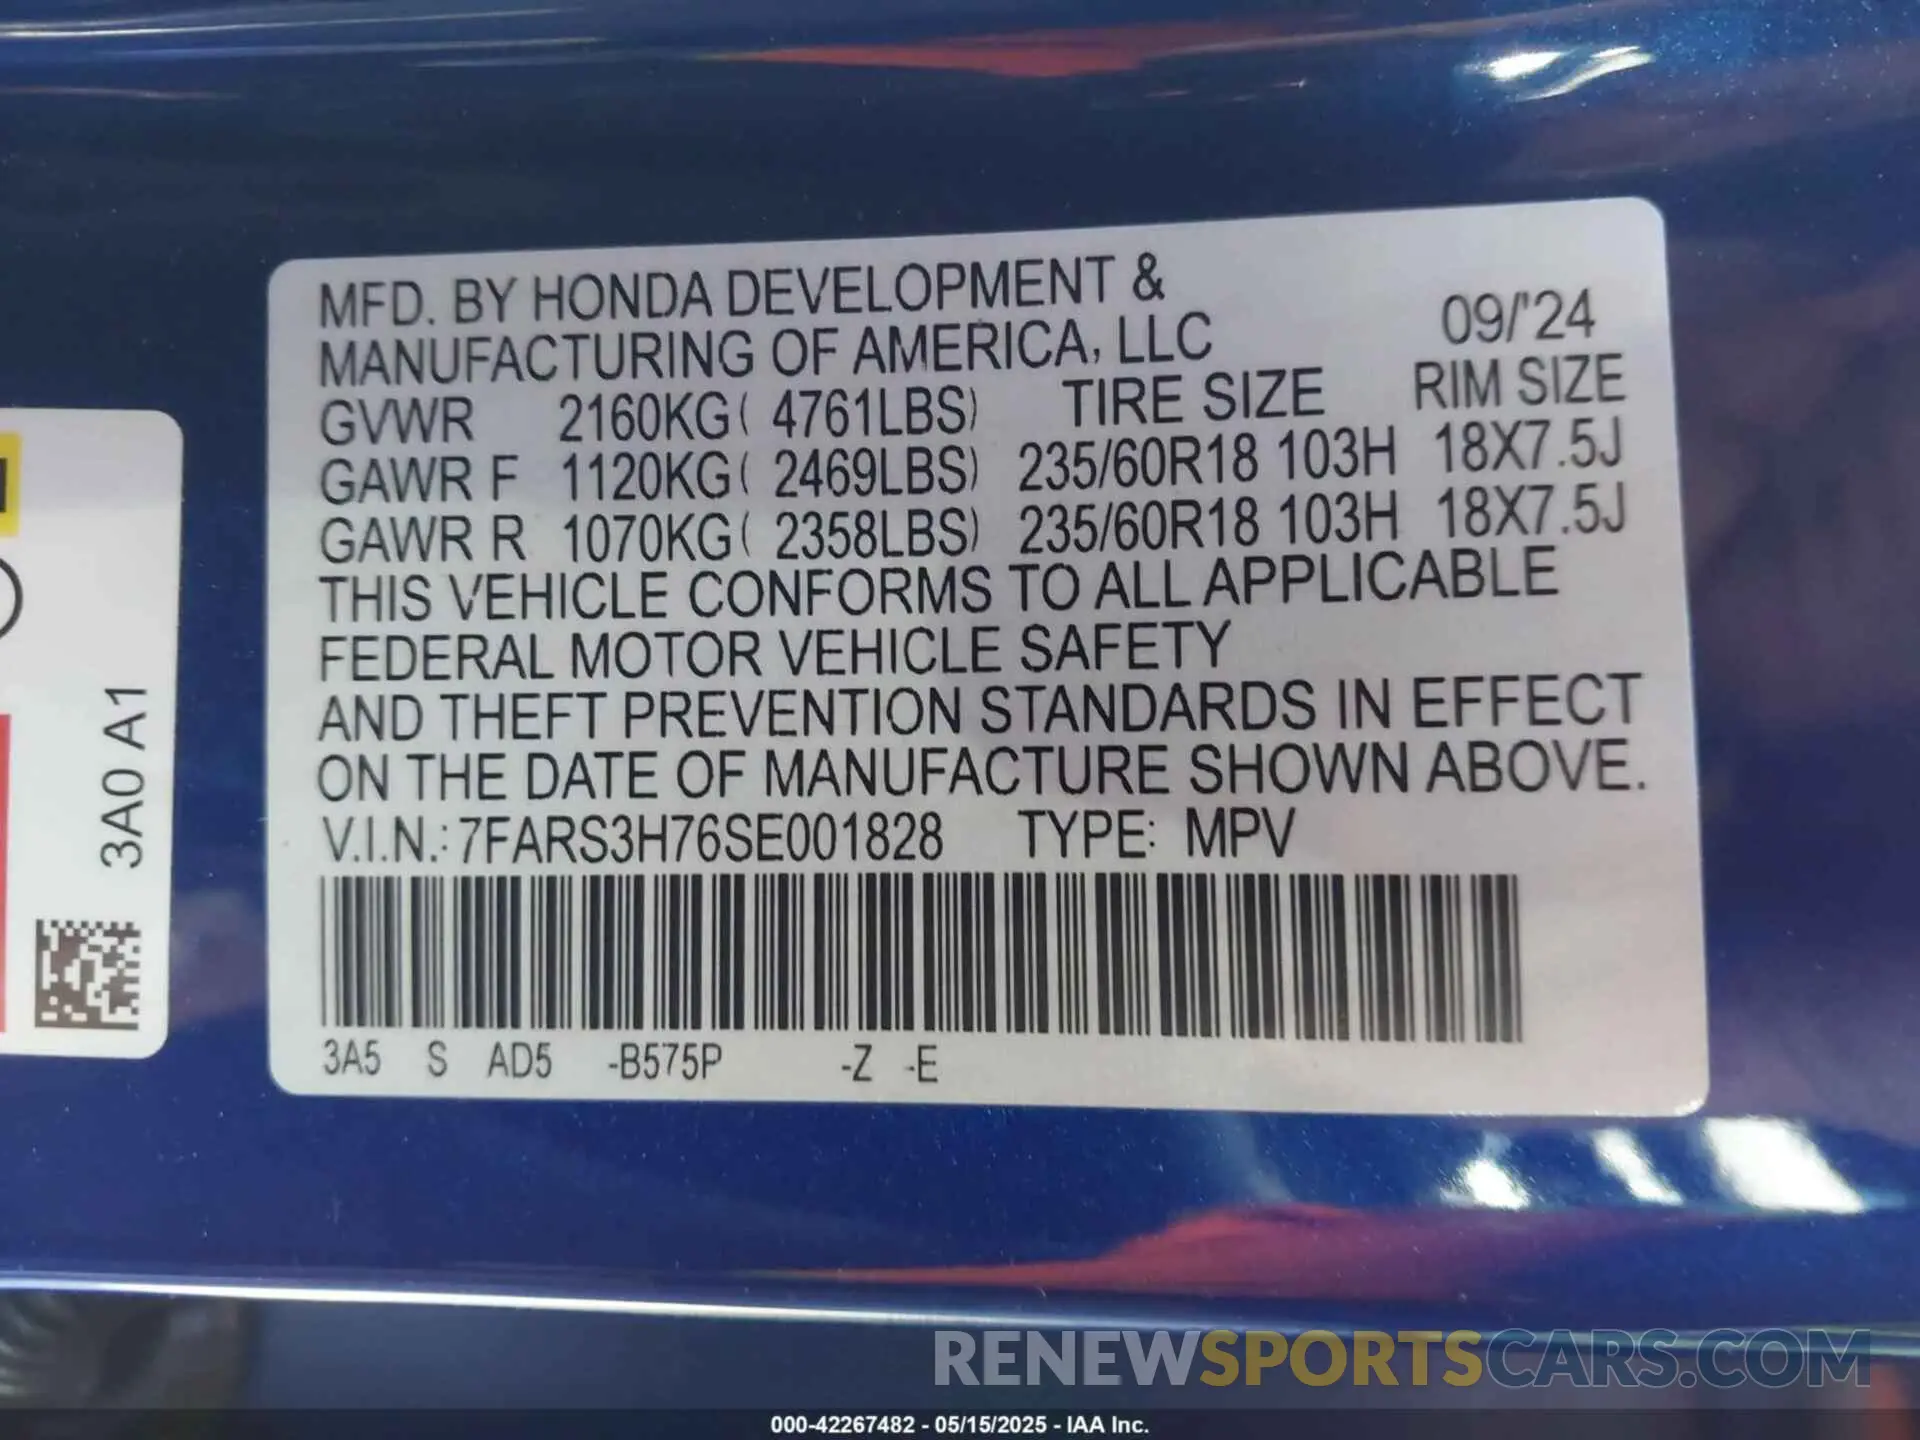 MFD. BY HONDA DEVELOPMENT &
MANUFACTURING OF AMERICA, LLC 09/'24
GVWR 2160KG( 4761LBS) TIRE SIZE RIM SIZE
GAWR F 1120KG( 2469LBS) 235/60R18 103H 18X7.5J
GAWR R 1070KG( 2358LBS) 235/60R18 103H 18X7.5J
THIS VEHICLE CONFORMS TO ALL APPLICABLE
FEDERAL MOTOR VEHICLE SAFETY
AND THEFT PREVENTION STANDARDS IN EFFECT
ON THE DATE OF MANUFACTURE SHOWN ABOVE.
V.I.N.: 7FARS3H76SE001828 TYPE: MPV
3A5 S AD5 -B575P -Z -E
3A0 A1
RENEWSPORTSCARS.COM
000-42267482 - 05/15/2025 - IAA Inc.